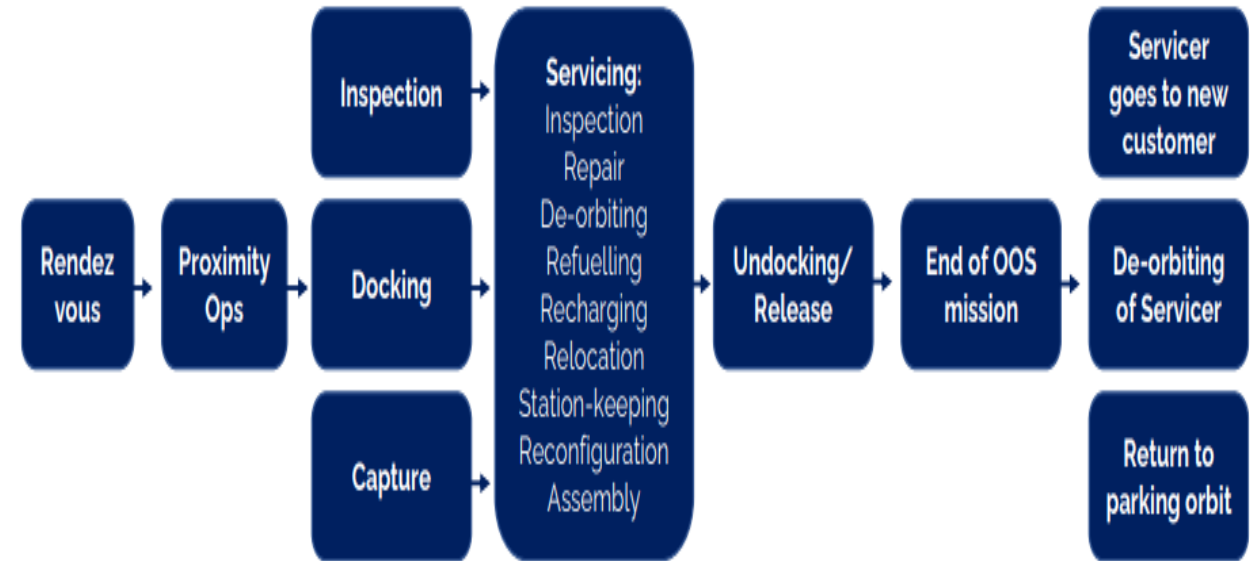 Rendez
vous
Proximity
Ops
Inspection
Docking
Capture
Servicing:
Inspection
Repair
De-orbiting
Refuelling
Recharging
Relocation
Station-keeping
Reconfiguration
Assembly
Undocking/
Release
End of OOS
mission
Servicer
goes to new
customer
De-orbiting
of Servicer
Return to
parking orbit